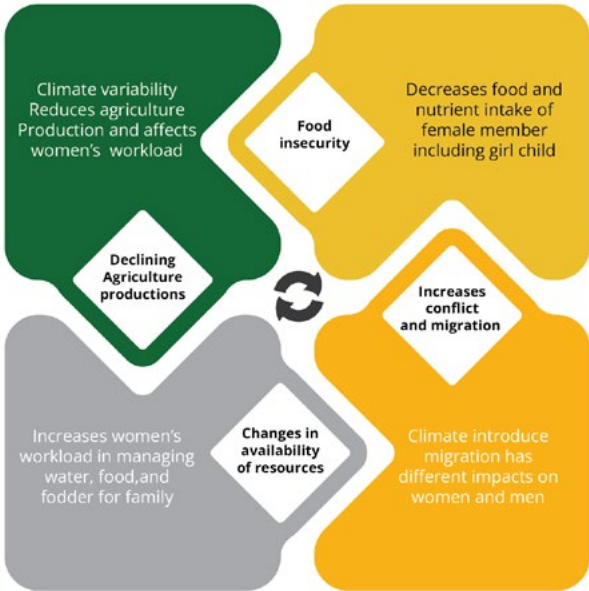 Climate variability
Reduces agriculture
Production and affects
women's workload
Food
insecurity
Decreases food and
nutrient intake of
female member
including girl child
Declining
Agriculture
productions
Increases
conflict
and migration
Increases women's
workload in managing
water, food,and
fodder for family
Changes in
availability
of resources
Climate introduce
migration has
different impacts on
women and men